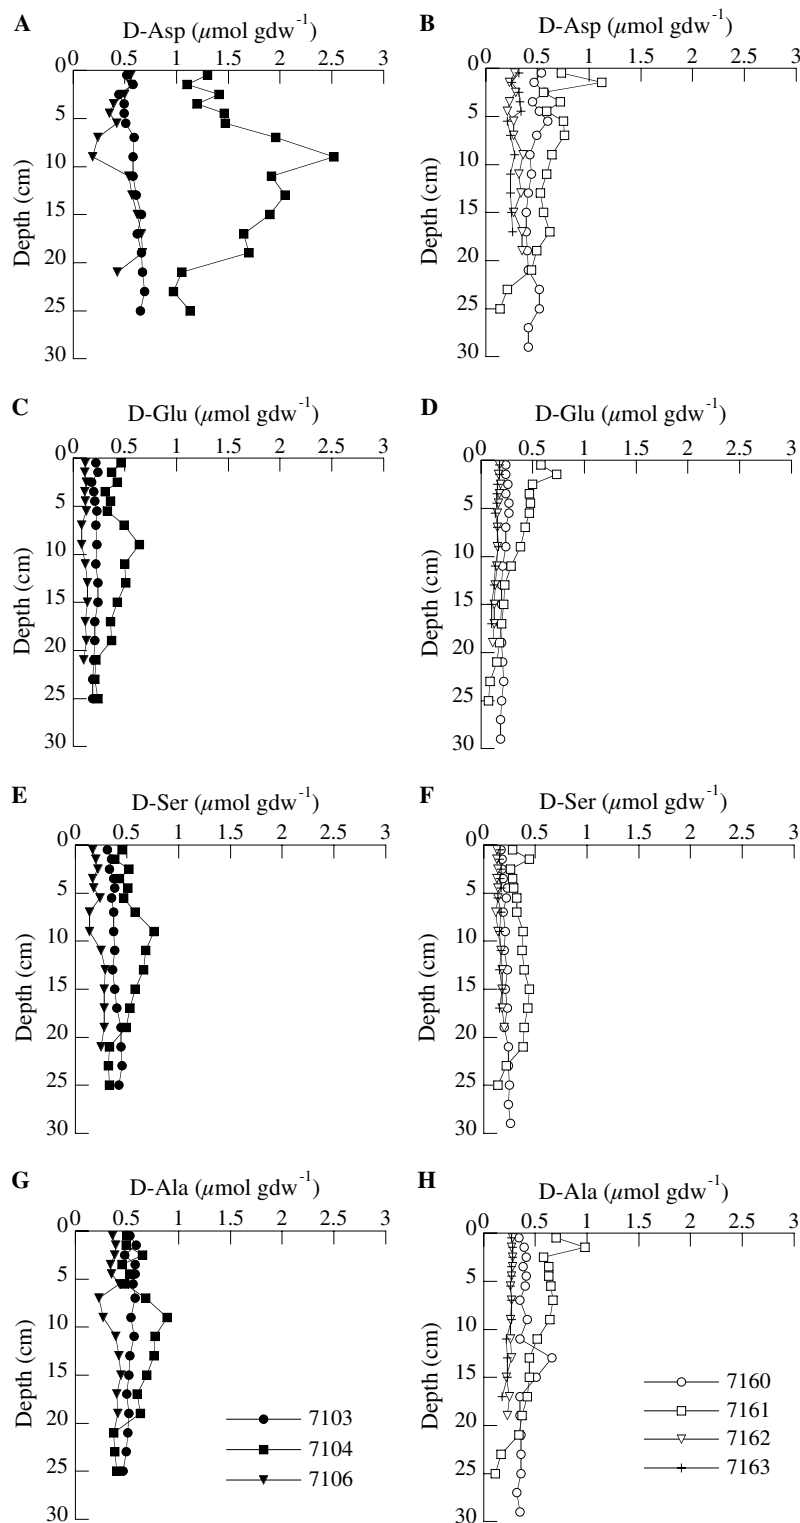 A
D-Asp (μmol gdw-1)
0 0.5 1 1.5 2 2.5 3
0
5
10
15
20
25
30
Depth (cm)
B
D-Asp (μmol gdw-1)
0 0.5 1 1.5 2 2.5 3
0
5
10
15
20
25
30
Depth (cm)
C
D-Glu (μmol gdw-1)
0 0.5 1 1.5 2 2.5 3
0
5
10
15
20
25
30
Depth (cm)
D
D-Glu (μmol gdw-1)
0 0.5 1 1.5 2 2.5 3
0
5
10
15
20
25
30
Depth (cm)
E
D-Ser (μmol gdw-1)
0 0.5 1 1.5 2 2.5 3
0
5
10
15
20
25
30
Depth (cm)
F
D-Ser (μmol gdw-1)
0 0.5 1 1.5 2 2.5 3
0
5
10
15
20
25
30
Depth (cm)
G
D-Ala (μmol gdw-1)
0 0.5 1 1.5 2 2.5 3
0
5
10
15
20
25
30
Depth (cm)
7103
7104
7106
H
D-Ala (μmol gdw-1)
0 0.5 1 1.5 2 2.5 3
0
5
10
15
20
25
30
Depth (cm)
7160
7161
7162
7163